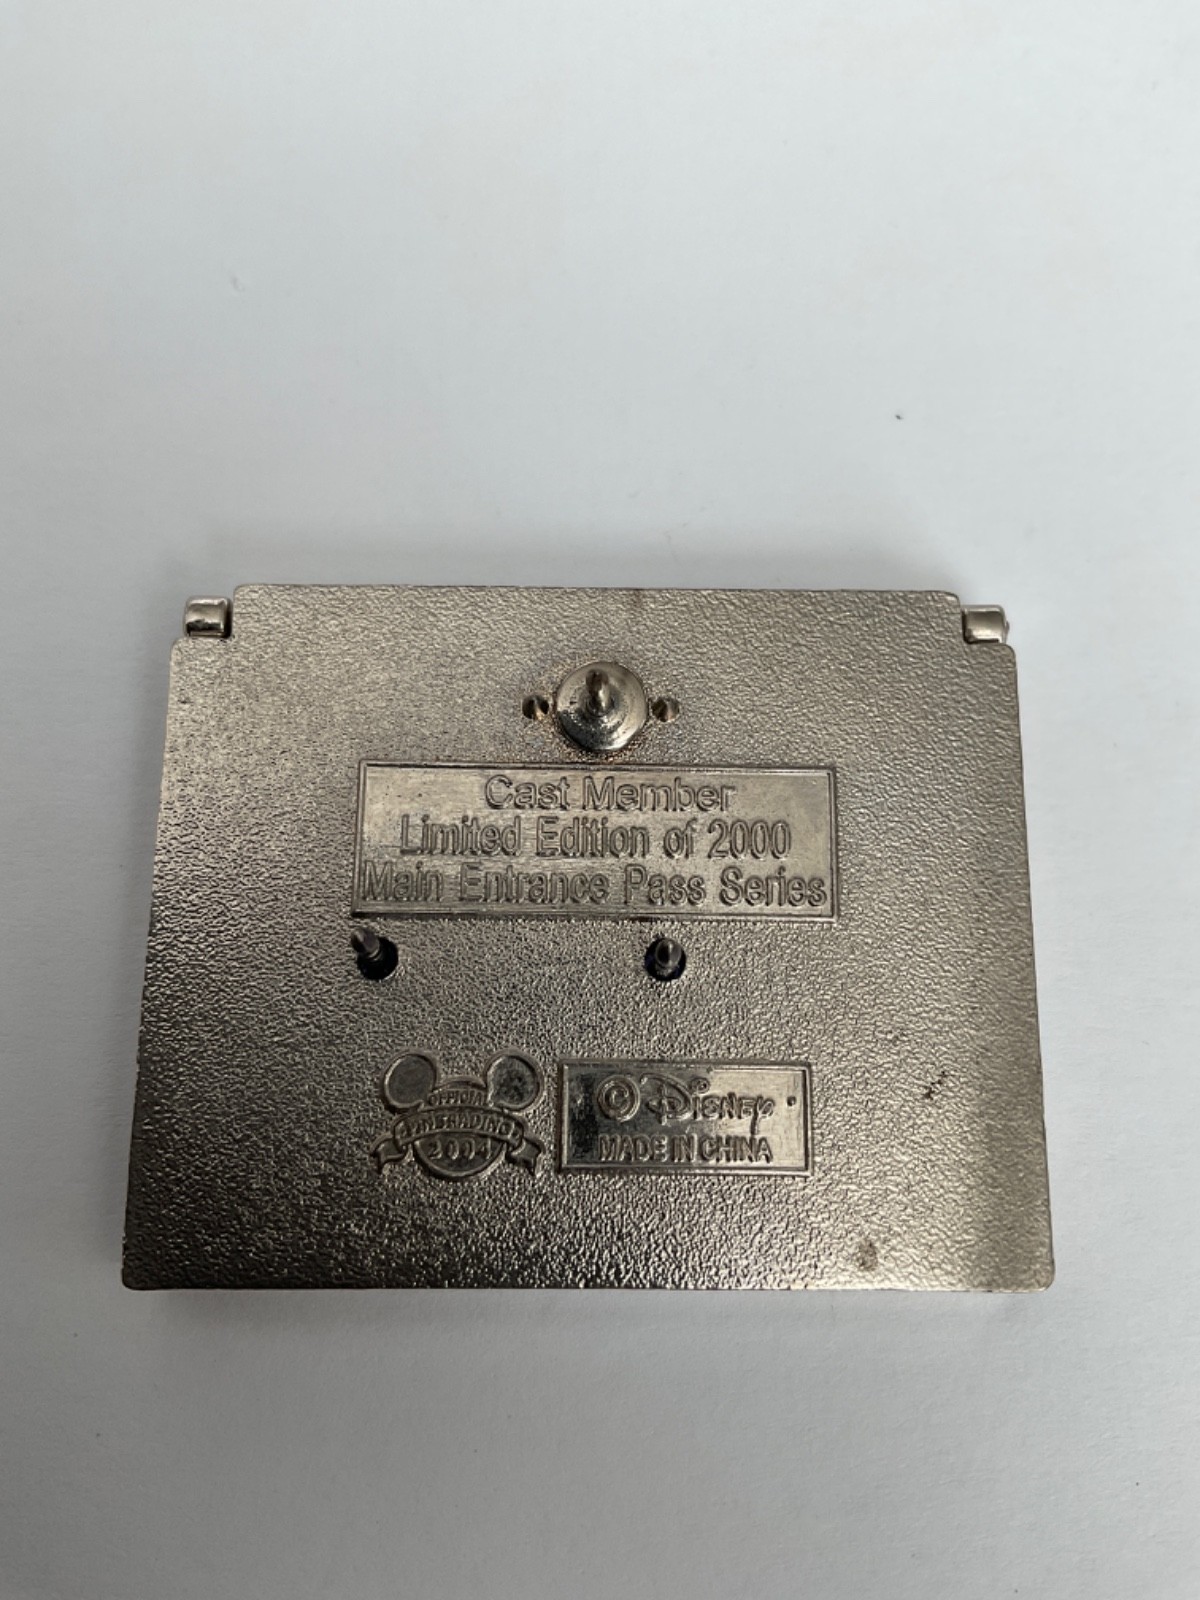 Cast Member
Limited Edition of 2000
Main Entrance Pass Series
OFFICIAL
PIN TRADING
2004
© Disney
MADE IN CHINA